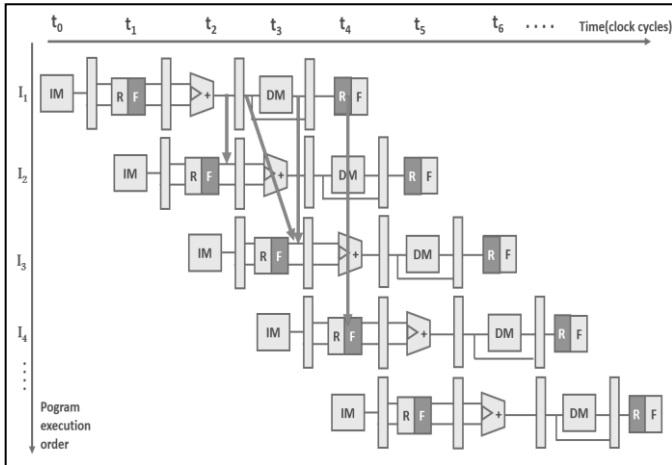 t0 t1 t2 t3 t4 t5 t6 .... Time(clock cycles)
I1 IM R F + DM R F
I2 IM R F + DM R F
I3 IM R F + DM R F
I4 IM R F + DM R F
.....
IM R F + DM R F
Pogram
execution
order